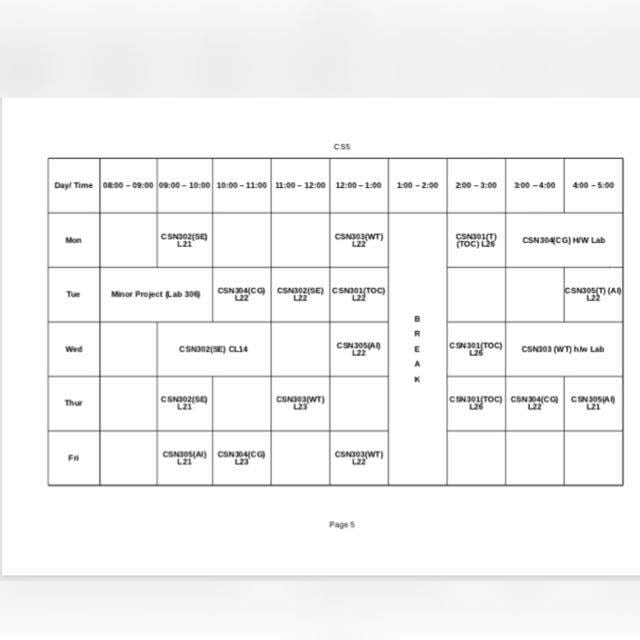 CS5
Day/ Time 08:00 – 09:00 09:00 – 10:00 10:00 – 11:00 11:00 – 12:00 12:00 – 1:00 1:00 – 2:00 2:00 – 3:00 3:00 – 4:00 4:00 – 5:00
Mon
CSN302(SE)
L21
CSN303(WT)
L22
CSN301(T)
(TOC) L26
CSN304(CG) H/W Lab
Tue
Minor Project (Lab 306)
CSN304(CG)
L22
CSN302(SE)
L22
CSN301(TOC)
L22
CSN305(T) (AI)
L22
B
R
E
A
K
Wed
CSN302(SE) CL14
CSN305(AI)
L22
CSN301(TOC)
L26
CSN303 (WT) h/w Lab
Thur
CSN302(SE)
L21
CSN303(WT)
L23
CSN301(TOC)
L26
CSN304(CG)
L22
CSN305(AI)
L21
Fri
CSN305(AI)
L21
CSN304(CG)
L23
CSN303(WT)
L22
Page 5